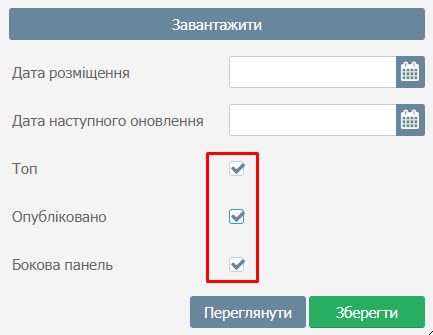 Завантажити
Дата розміщення
Дата наступного оновлення
Топ
Опубліковано
Бокова панель
Переглянути
Зберегти